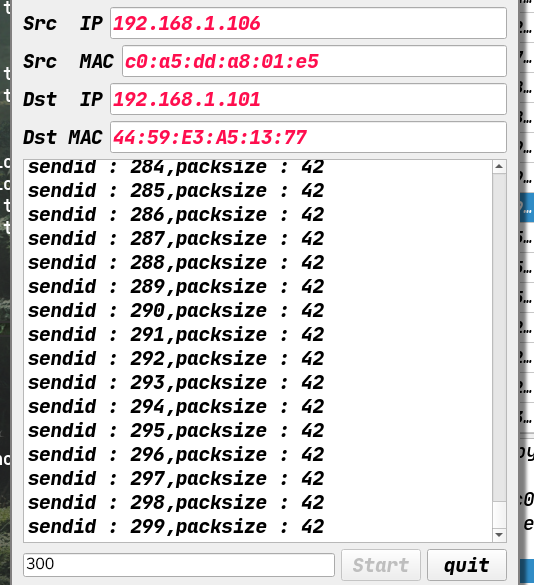 Src IP 192.168.1.106
Src MAC c0:a5:dd:a8:01:e5
Dst IP 192.168.1.101
Dst MAC 44:59:E3:A5:13:77
sendid : 284,packsize : 42
sendid : 285,packsize : 42
sendid : 286,packsize : 42
sendid : 287,packsize : 42
sendid : 288,packsize : 42
sendid : 289,packsize : 42
sendid : 290,packsize : 42
sendid : 291,packsize : 42
sendid : 292,packsize : 42
sendid : 293,packsize : 42
sendid : 294,packsize : 42
sendid : 295,packsize : 42
sendid : 296,packsize : 42
sendid : 297,packsize : 42
sendid : 298,packsize : 42
sendid : 299,packsize : 42
300 Start quit